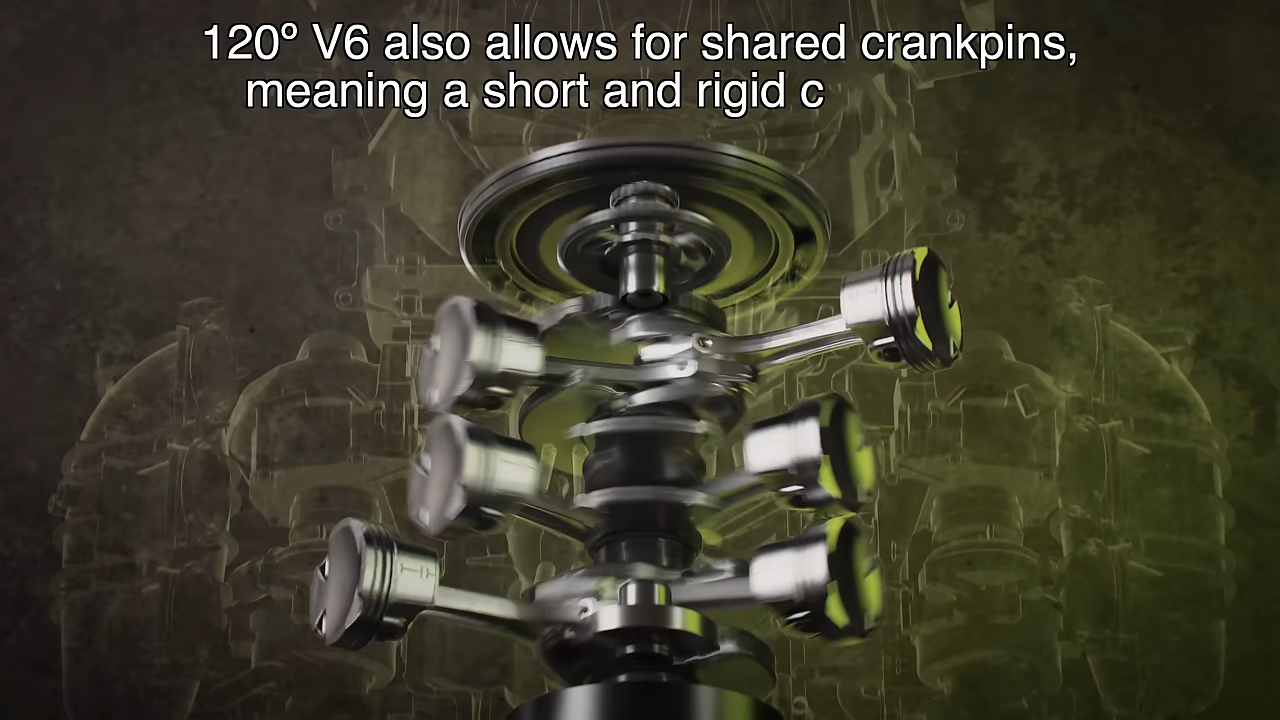 120º V6 also allows for shared crankpins,
meaning a short and rigid c